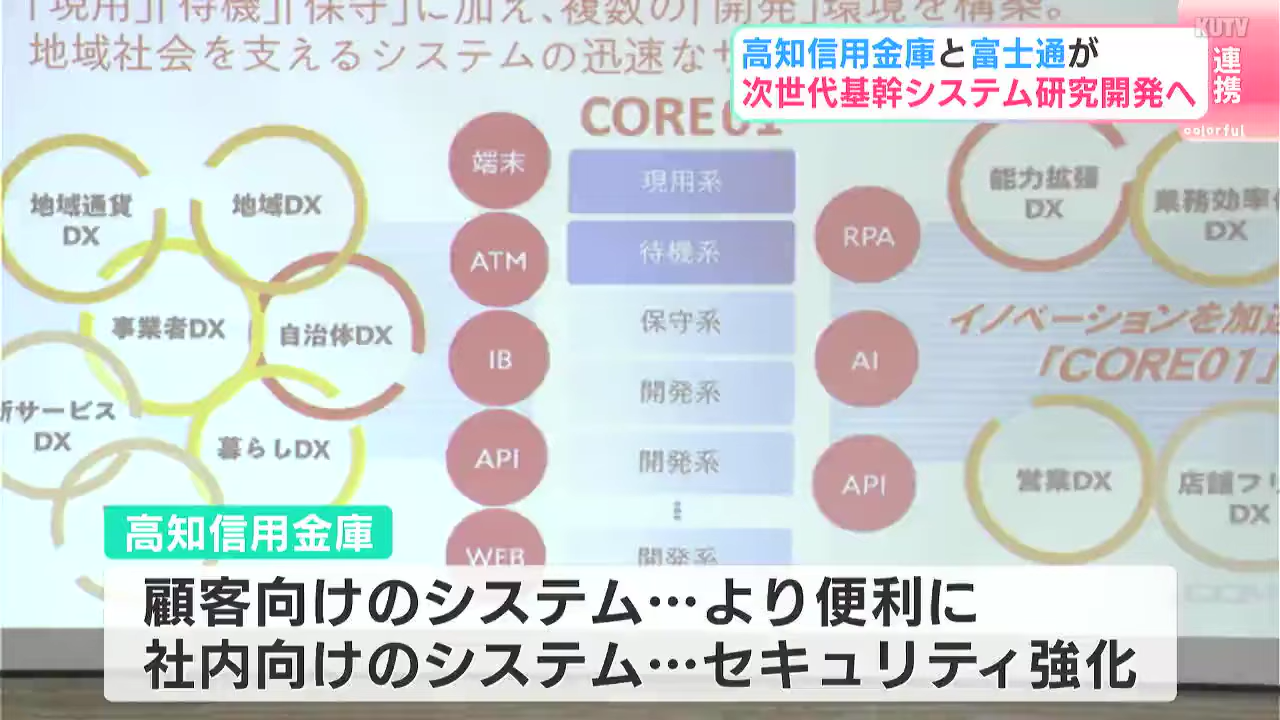 「現用」「待機」「保守」に加え、複数の「開発」環境を構築。
地域社会を支えるシステムの迅速な
KUTV
連携
colorful
高知信用金庫と富士通が
次世代基幹システム研究開発へ
CORE01
地域通貨
DX
地域DX
事業者DX
自治体DX
サービス
DX
暮らしDX
端末
ATM
IB
API
WEB
現用系
待機系
保守系
開発系
開発系
開発系
RPA
AI
API
能力拡張
DX
業務効率
DX
イノベーションを加
「CORE01」
営業DX
店舗フリ
DX
高知信用金庫
顧客向けのシステム…より便利に
社内向けのシステム…セキュリティ強化